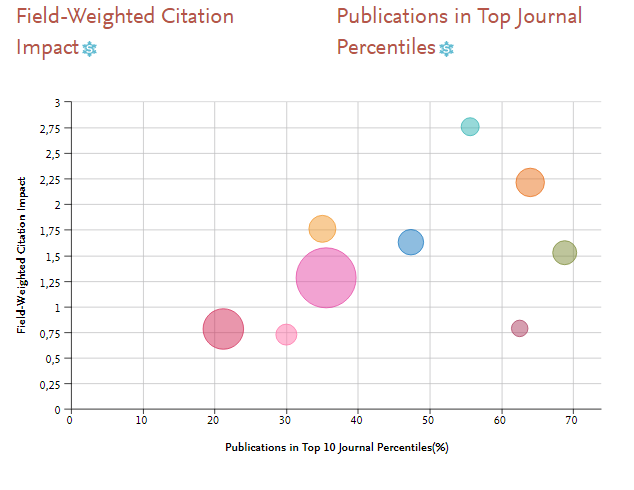 Field-Weighted Citation
Impact
Publications in Top Journal
Percentiles
3
2,75
2,5
2,25
2
1,75
1,5
1,25
1
0,75
0,5
0,25
0
Field-Weighted Citation Impact
0 10 20 30 40 50 60 70
Publications in Top 10 Journal Percentiles(%)